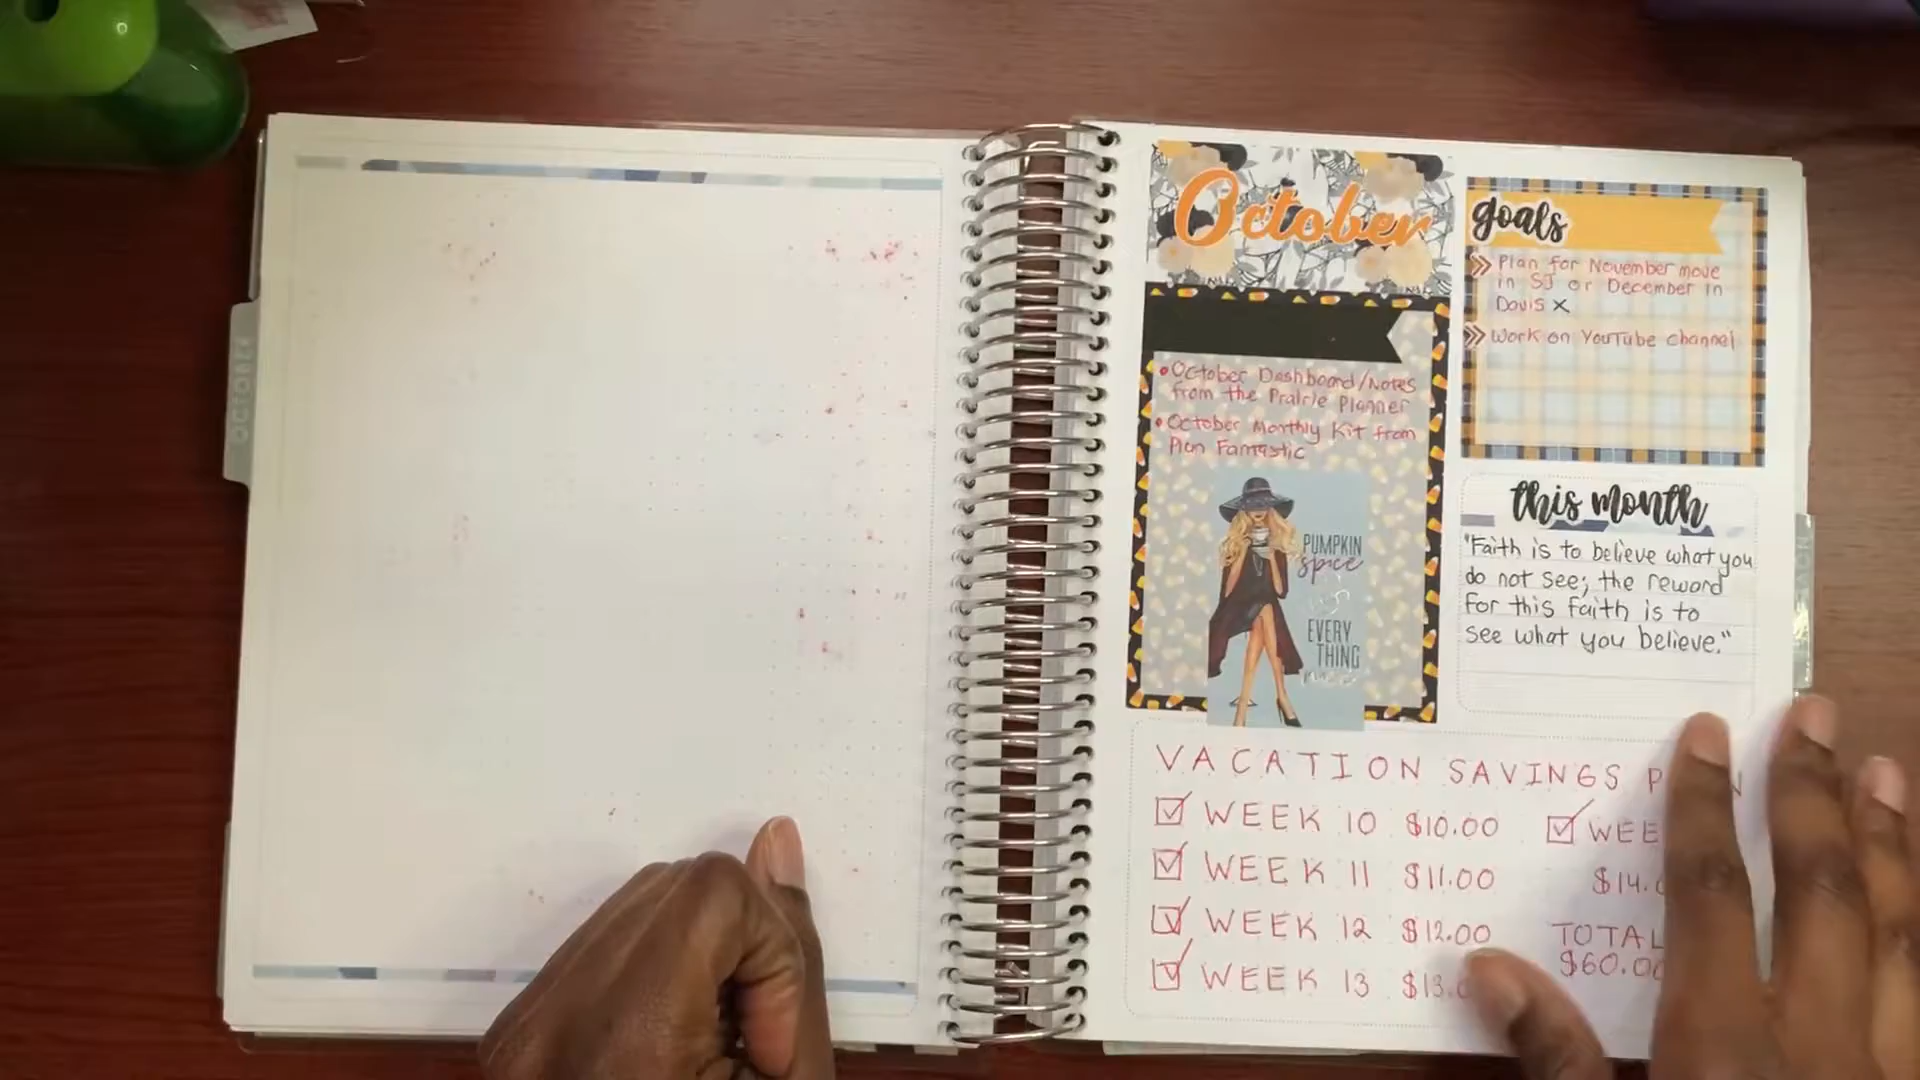 OCTOBER
October
• October Dashboard/Notes
from the Prairie Planner
• October Monthly Kit from
Plan Fantastic
PUMPKIN
spice
EVERY
THING
goals
Plan for November move
in SJ or December in
Davis x
Work on YouTube channel
this month
"Faith is to believe what you
do not see; the reward
for this faith is to
see what you believe."
VACATION SAVINGS
WEEK 10 $10.00
WEEK 11 $11.00
WEEK 12 $12.00
WEEK 13
TOTAL